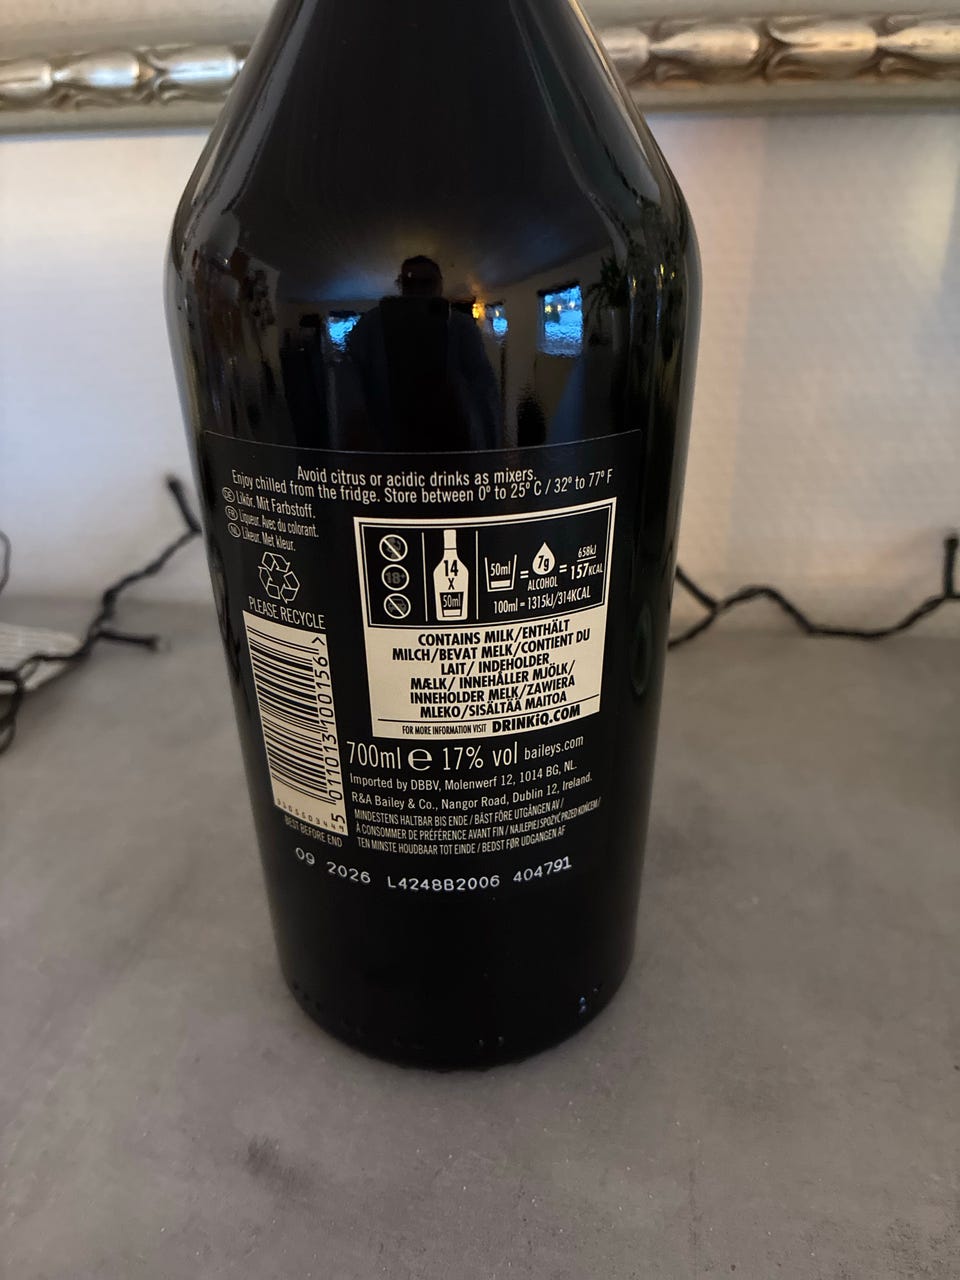 Avoid citrus or acidic drinks as mixers.
Enjoy chilled from the fridge. Store between 0° to 25° C / 32° to 77° F
DE Likör. Mit Farbstoff.
FR Liqueur. Avec du colorant.
NL Likeur. Met kleur.
PLEASE RECYCLE
18+
14
X
50ml
50ml = 7g ALCOHOL = 658kJ 157KCAL
100ml = 1315kJ/314KCAL
CONTAINS MILK/ENTHÄLT
MILCH/BEVAT MELK/CONTIENT DU
LAIT/ INDEHOLDER
MÆLK/ INNEHÅLLER MJÖLK/
INNEHOLDER MELK/ZAWIERA
MLEKO/SISÄLTÄÄ MAITOA
FOR MORE INFORMATION VISIT DRINKiQ.COM
5 011013 100156 >
700ml e 17% vol baileys.com
Imported by DBBV, Molenwerf 12, 1014 BG, NL.
R&A Bailey & Co., Nangor Road, Dublin 12, Ireland.
BEST BEFORE END
MINDESTENS HALTBAR BIS ENDE / BÄST FÖRE UTGÅNGEN AV /
À CONSOMMER DE PRÉFÉRENCE AVANT FIN / NAJLEPIEJ SPOŻYĆ PRZED KOŃCEM/
TEN MINSTE HOUDBAAR TOT EINDE / BEDST FØR UDGANGEN AF
09 2026 L4248B2006 404791